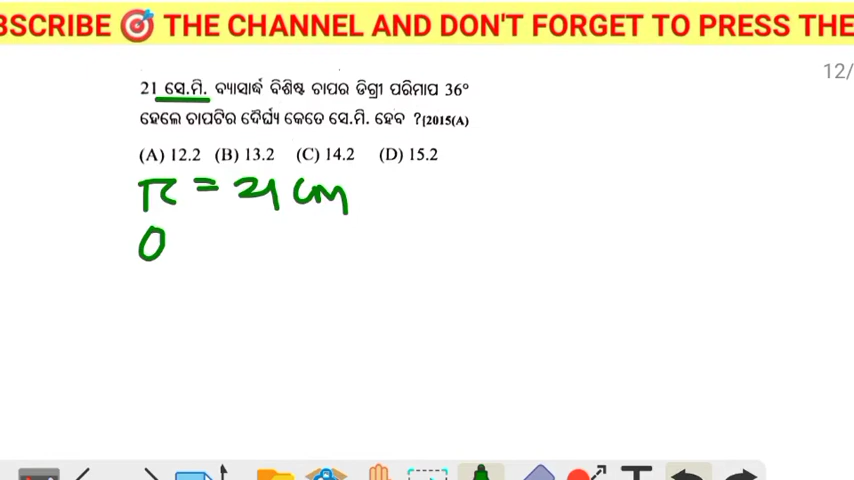 BSCRIBE 🎯 THE CHANNEL AND DON'T FORGET TO PRESS THE
12/
21 ସେ.ମି. ବ୍ୟାସାର୍ଦ୍ଧ ବିଶିଷ୍ଟ ଚାପର ଡିଗ୍ରୀ ପରିମାପ 36°
ହେଲେ ଚାପଟିର ଦୈର୍ଘ୍ୟ କେତେ ସେ.ମି. ହେବ ?[2015(A)
(A) 12.2 (B) 13.2 (C) 14.2 (D) 15.2
r = 21 cm
θ